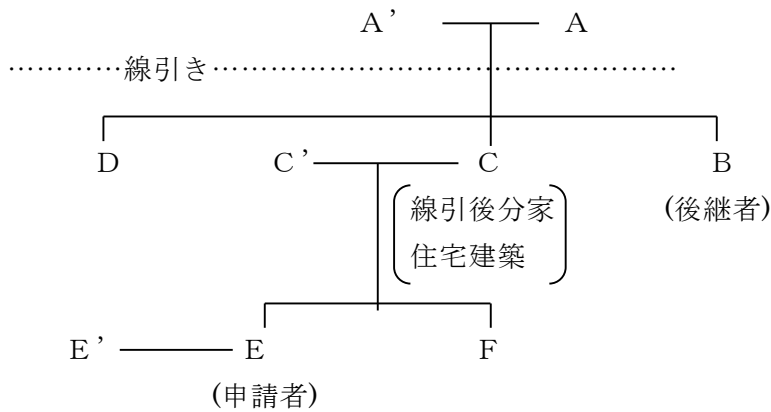 A’ A
…………線引き……………………………………………
D C’ C B
線引後分家 (後継者)
住宅建築
E’ E F
(申請者)